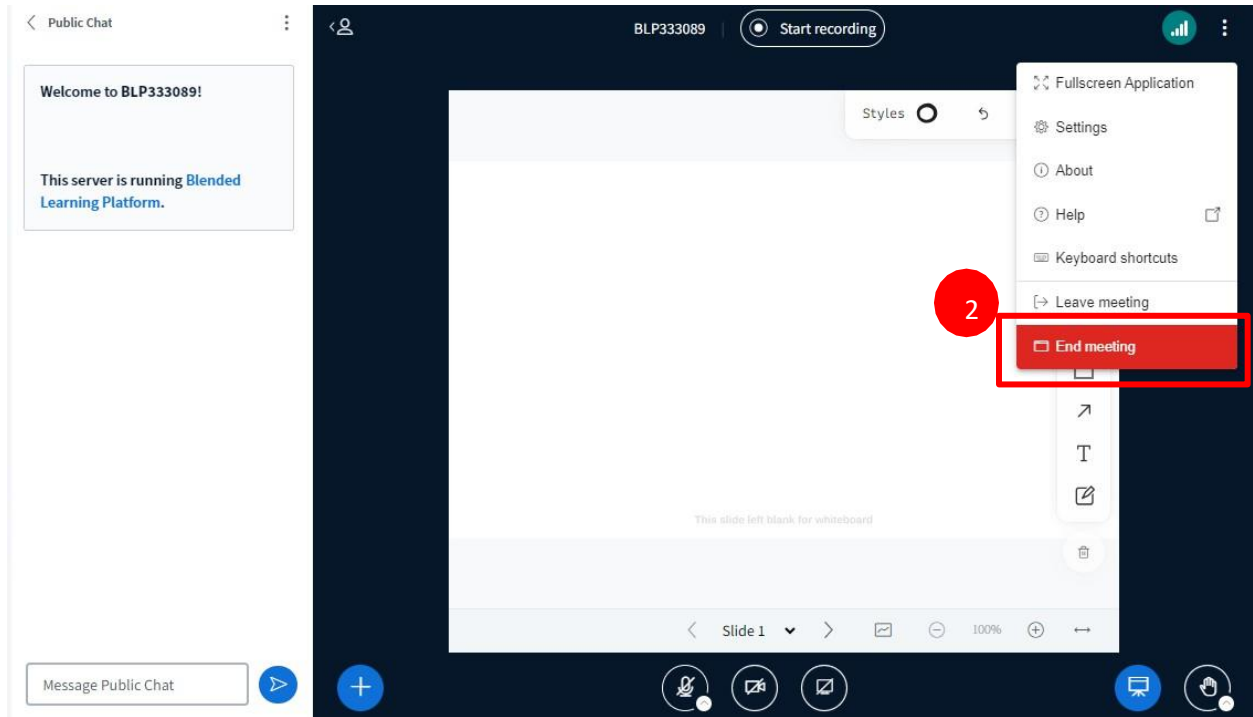 Public Chat
BLP333089
Start recording
Welcome to BLP333089!
This server is running Blended
Learning Platform.
Styles
Fullscreen Application
Settings
About
Help
Keyboard shortcuts
Leave meeting
2
End meeting
T
This slide left blank for whiteboard
Slide 1
100%
Message Public Chat